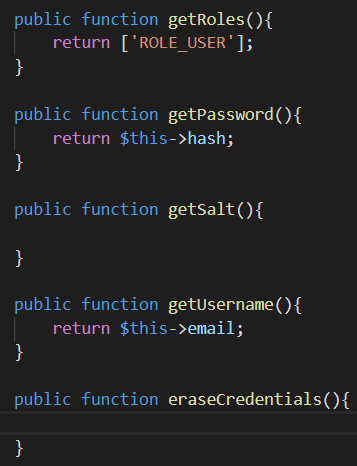 public function getRoles(){
    return ['ROLE_USER'];
}

public function getPassword(){
    return $this->hash;
}

public function getSalt(){

}

public function getUsername(){
    return $this->email;
}

public function eraseCredentials(){

}